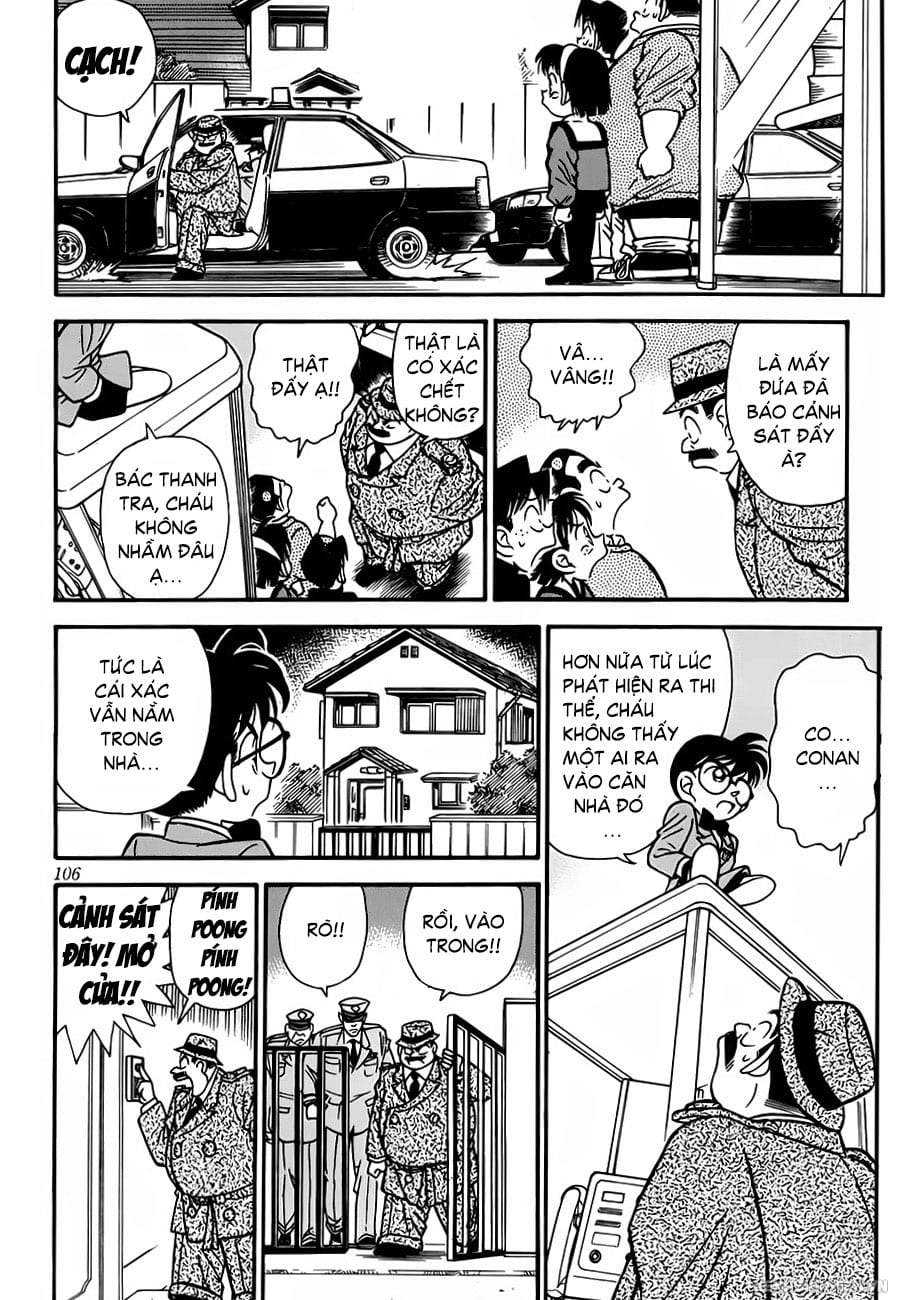 CẠCH!
LÀ MẤY
ĐỨA ĐÃ
BÁO CẢNH
SÁT ĐẤY
À?
VÂ...
VÂNG!!
THẬT LÀ
CÓ XÁC
CHẾT
KHÔNG?
THẬT
ĐẤY Ạ!!
BÁC THANH
TRA, CHÁU
KHÔNG
NHẦM ĐÂU
Ạ...
CO...
CONAN
...
HƠN NỮA TỪ LÚC
PHÁT HIỆN RA THI
THỂ, CHÁU
KHÔNG THẤY
MỘT AI RA
VÀO CĂN
NHÀ ĐÓ
...
TỨC LÀ
CÁI XÁC
VẪN NẰM
TRONG
NHÀ...
106
RỒI, VÀO
TRONG!!
RÕ!!
PÍNH
POONG
PÍNH
POONG!
CẢNH SÁT
ĐÂY! MỞ
CỬA!!